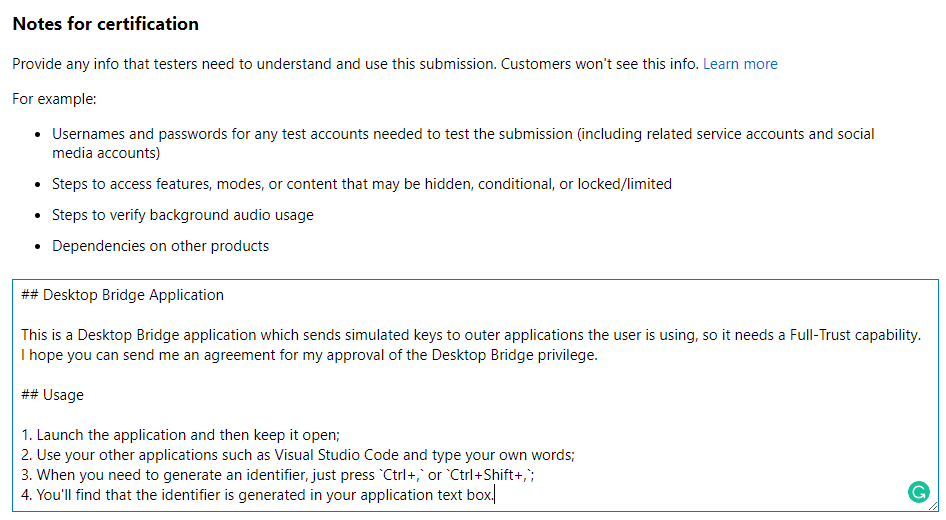 Notes for certification
Provide any info that testers need to understand and use this submission. Customers won't see this info. Learn more
For example:
• Usernames and passwords for any test accounts needed to test the submission (including related service accounts and social
media accounts)
• Steps to access features, modes, or content that may be hidden, conditional, or locked/limited
• Steps to verify background audio usage
• Dependencies on other products
## Desktop Bridge Application
This is a Desktop Bridge application which sends simulated keys to outer applications the user is using, so it needs a Full-Trust capability.
I hope you can send me an agreement for my approval of the Desktop Bridge privilege.
## Usage
1. Launch the application and then keep it open;
2. Use your other applications such as Visual Studio Code and type your own words;
3. When you need to generate an identifier, just press `Ctrl+,` or `Ctrl+Shift+,`;
4. You'll find that the identifier is generated in your application text box.